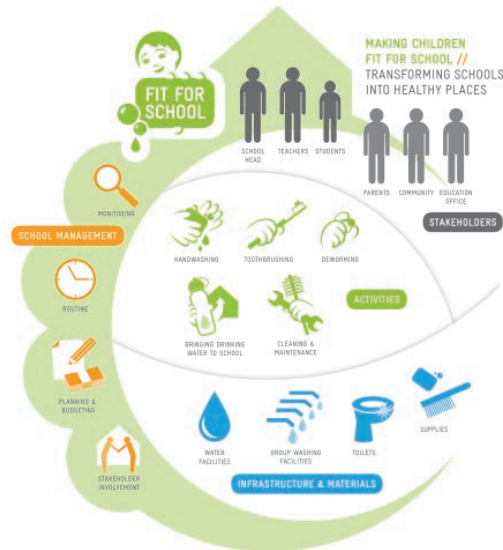 FIT FOR
SCHOOL
MAKING CHILDREN
FIT FOR SCHOOL //
TRANSFORMING SCHOOLS
INTO HEALTHY PLACES
SCHOOL
HEAD
TEACHERS
STUDENTS
PARENTS
COMMUNITY
EDUCATION
OFFICE
STAKEHOLDERS
MONITORING
SCHOOL MANAGEMENT
ROUTINE
PLANNING &
BUDGETING
STAKEHOLDER
INVOLVEMENT
HANDWASHING
TOOTHBRUSHING
DEWORMING
BRINGING DRINKING
WATER TO SCHOOL
CLEANING &
MAINTENANCE
ACTIVITIES
WATER
FACILITIES
GROUP WASHING
FACILITIES
TOILETS
SUPPLIES
INFRASTRUCTURE & MATERIALS